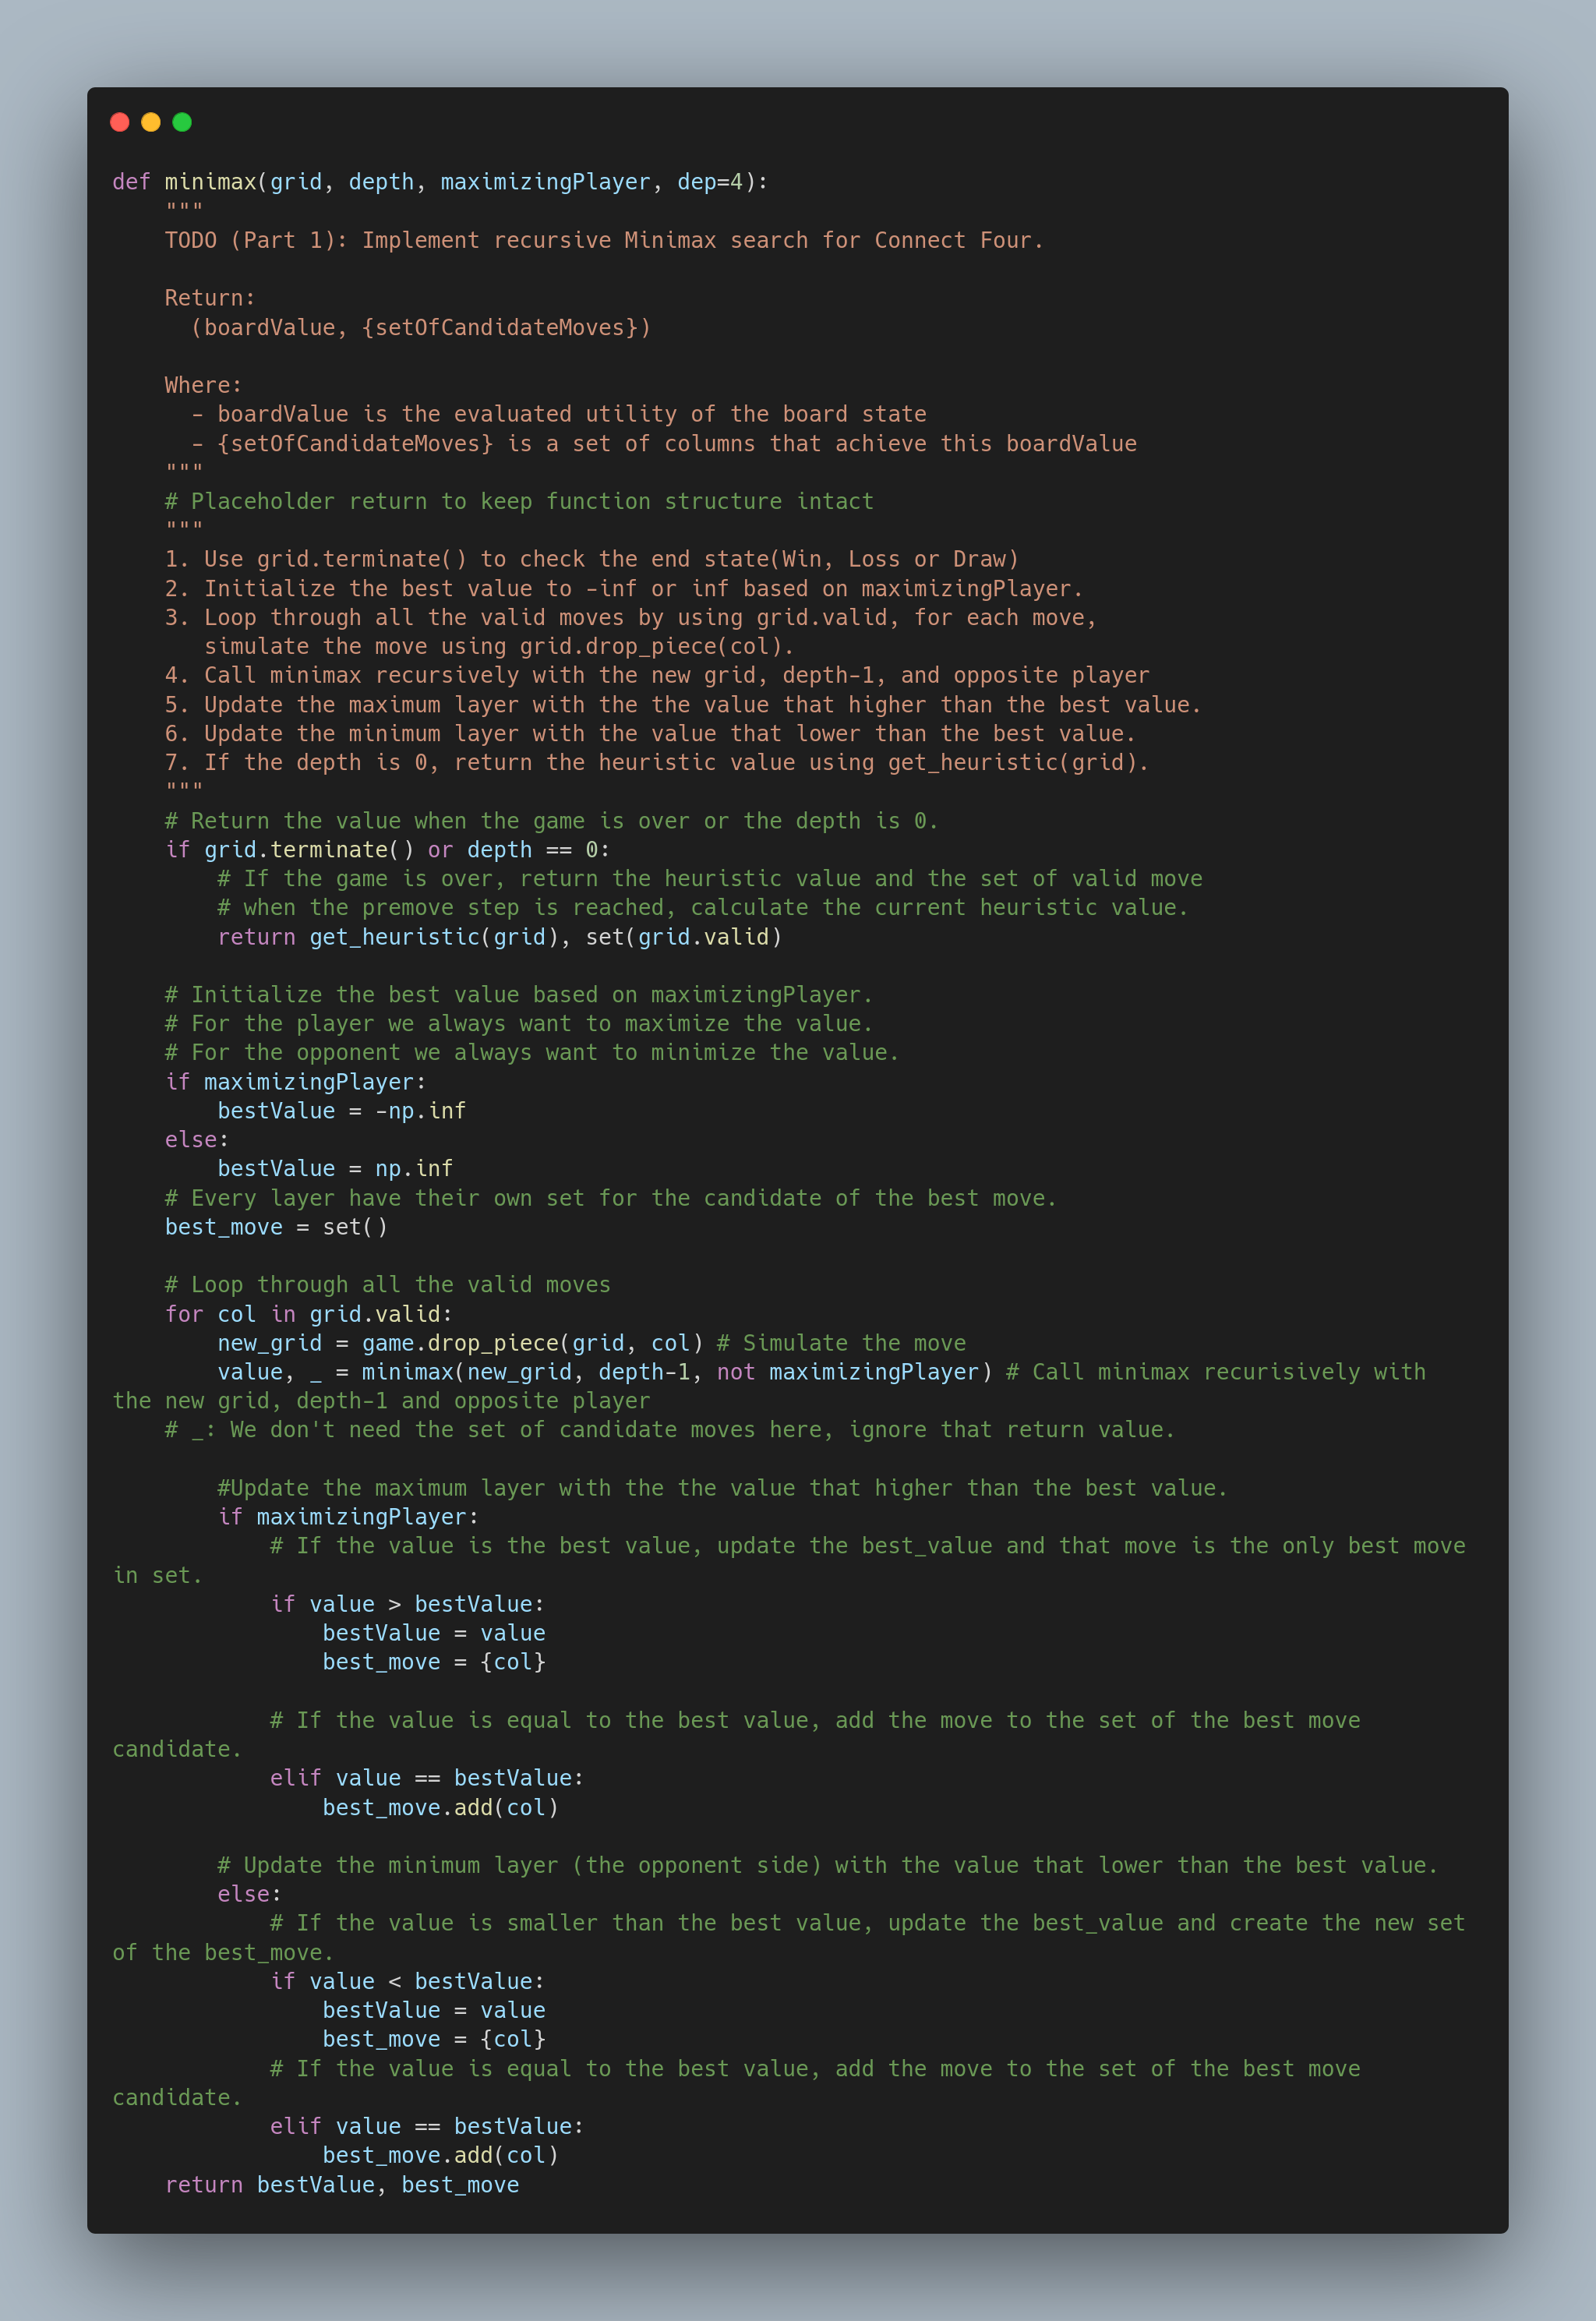 def minimax(grid, depth, maximizingPlayer, dep=4):
    """
    TODO (Part 1): Implement recursive Minimax search for Connect Four.

    Return:
      (boardValue, {setOfCandidateMoves})

    Where:
      - boardValue is the evaluated utility of the board state
      - {setOfCandidateMoves} is a set of columns that achieve this boardValue
    """
    # Placeholder return to keep function structure intact
    """
    1. Use grid.terminate() to check the end state(Win, Loss or Draw)
    2. Initialize the best value to -inf or inf based on maximizingPlayer.
    3. Loop through all the valid moves by using grid.valid, for each move,
       simulate the move using grid.drop_piece(col).
    4. Call minimax recursively with the new grid, depth-1, and opposite player
    5. Update the maximum layer with the the value that higher than the best value.
    6. Update the minimum layer with the value that lower than the best value.
    7. If the depth is 0, return the heuristic value using get_heuristic(grid).
    """
    # Return the value when the game is over or the depth is 0.
    if grid.terminate() or depth == 0:
        # If the game is over, return the heuristic value and the set of valid move
        # when the premove step is reached, calculate the current heuristic value.
        return get_heuristic(grid), set(grid.valid)

    # Initialize the best value based on maximizingPlayer.
    # For the player we always want to maximize the value.
    # For the opponent we always want to minimize the value.
    if maximizingPlayer:
        bestValue = -np.inf
    else:
        bestValue = np.inf
    # Every layer have their own set for the candidate of the best move.
    best_move = set()

    # Loop through all the valid moves
    for col in grid.valid:
        new_grid = game.drop_piece(grid, col) # Simulate the move
        value, _ = minimax(new_grid, depth-1, not maximizingPlayer) # Call minimax recurisively with
the new grid, depth-1 and opposite player
    # _: We don't need the set of candidate moves here, ignore that return value.

        #Update the maximum layer with the the value that higher than the best value.
        if maximizingPlayer:
            # If the value is the best value, update the best_value and that move is the only best move
in set.
            if value > bestValue:
                bestValue = value
                best_move = {col}

            # If the value is equal to the best value, add the move to the set of the best move
candidate.
            elif value == bestValue:
                best_move.add(col)

        # Update the minimum layer (the opponent side) with the value that lower than the best value.
        else:
            # If the value is smaller than the best value, update the best_value and create the new set
of the best_move.
            if value < bestValue:
                bestValue = value
                best_move = {col}
            # If the value is equal to the best value, add the move to the set of the best move
candidate.
            elif value == bestValue:
                best_move.add(col)
    return bestValue, best_move